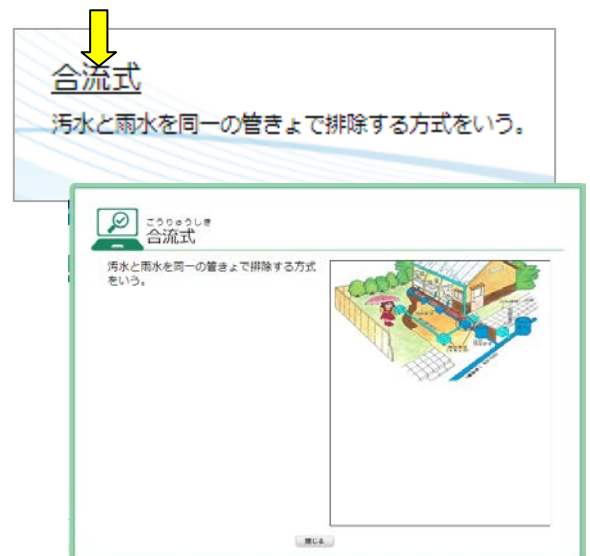 合流式
汚水と雨水を同一の管きょで排除する方式をいう。
こうりゅうしき
合流式
汚水と雨水を同一の管きょで排除する方式
をいう。
閉じる